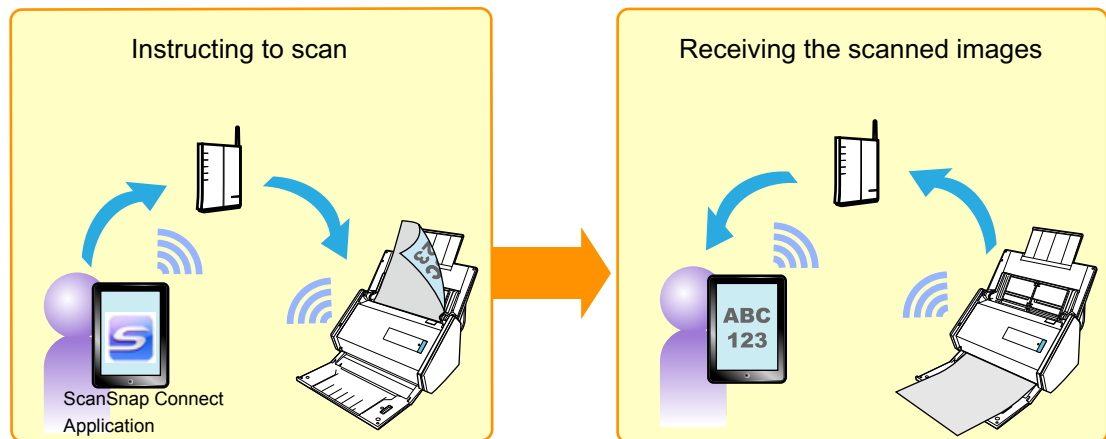 Instructing to scan
ScanSnap Connect
Application
Receiving the scanned images
ABC
123